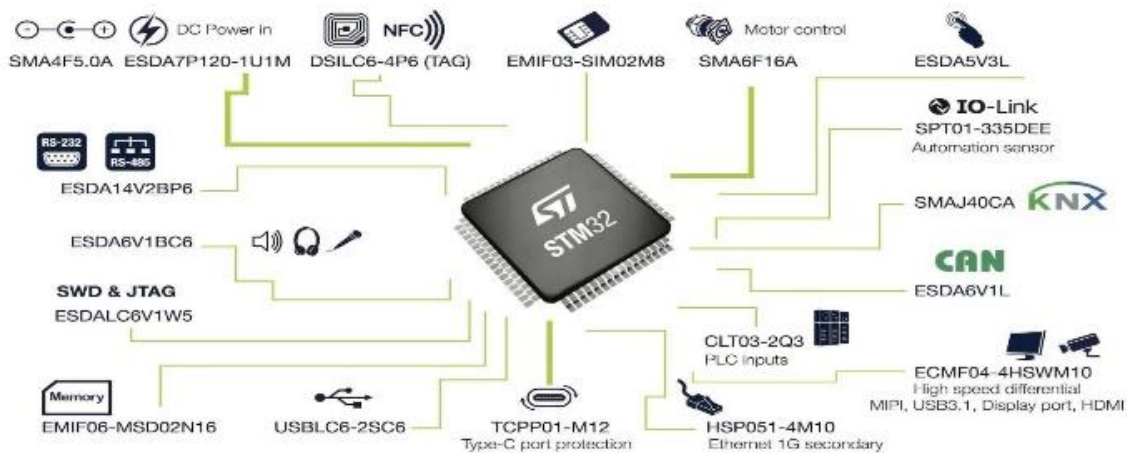 DC Power in
NFC
Motor control
SMA4F5.0A
ESDA7P120-1U1M
DSILC6-4P6 (TAG)
EMIF03-SIM02M8
SMA6F16A
ESDA5V3L
IO-Link
SPT01-335DEE
Automation sensor
RS-232
RS-485
ESDA14V2BP6
SMAJ40CA
KNX
ESDA6V1BC6
ST
STM32
CAN
ESDA6V1L
SWD & JTAG
ESDALC6V1W5
CLT03-2Q3
PLC inputs
ECMF04-4HSWM10
High speed differential
MIPI, USB3.1, Display port, HDMI
Memory
EMIF06-MSD02N16
USBLC6-2SC6
TCPP01-M12
Type-C port protection
HSP051-4M10
Ethernet 1G secondary